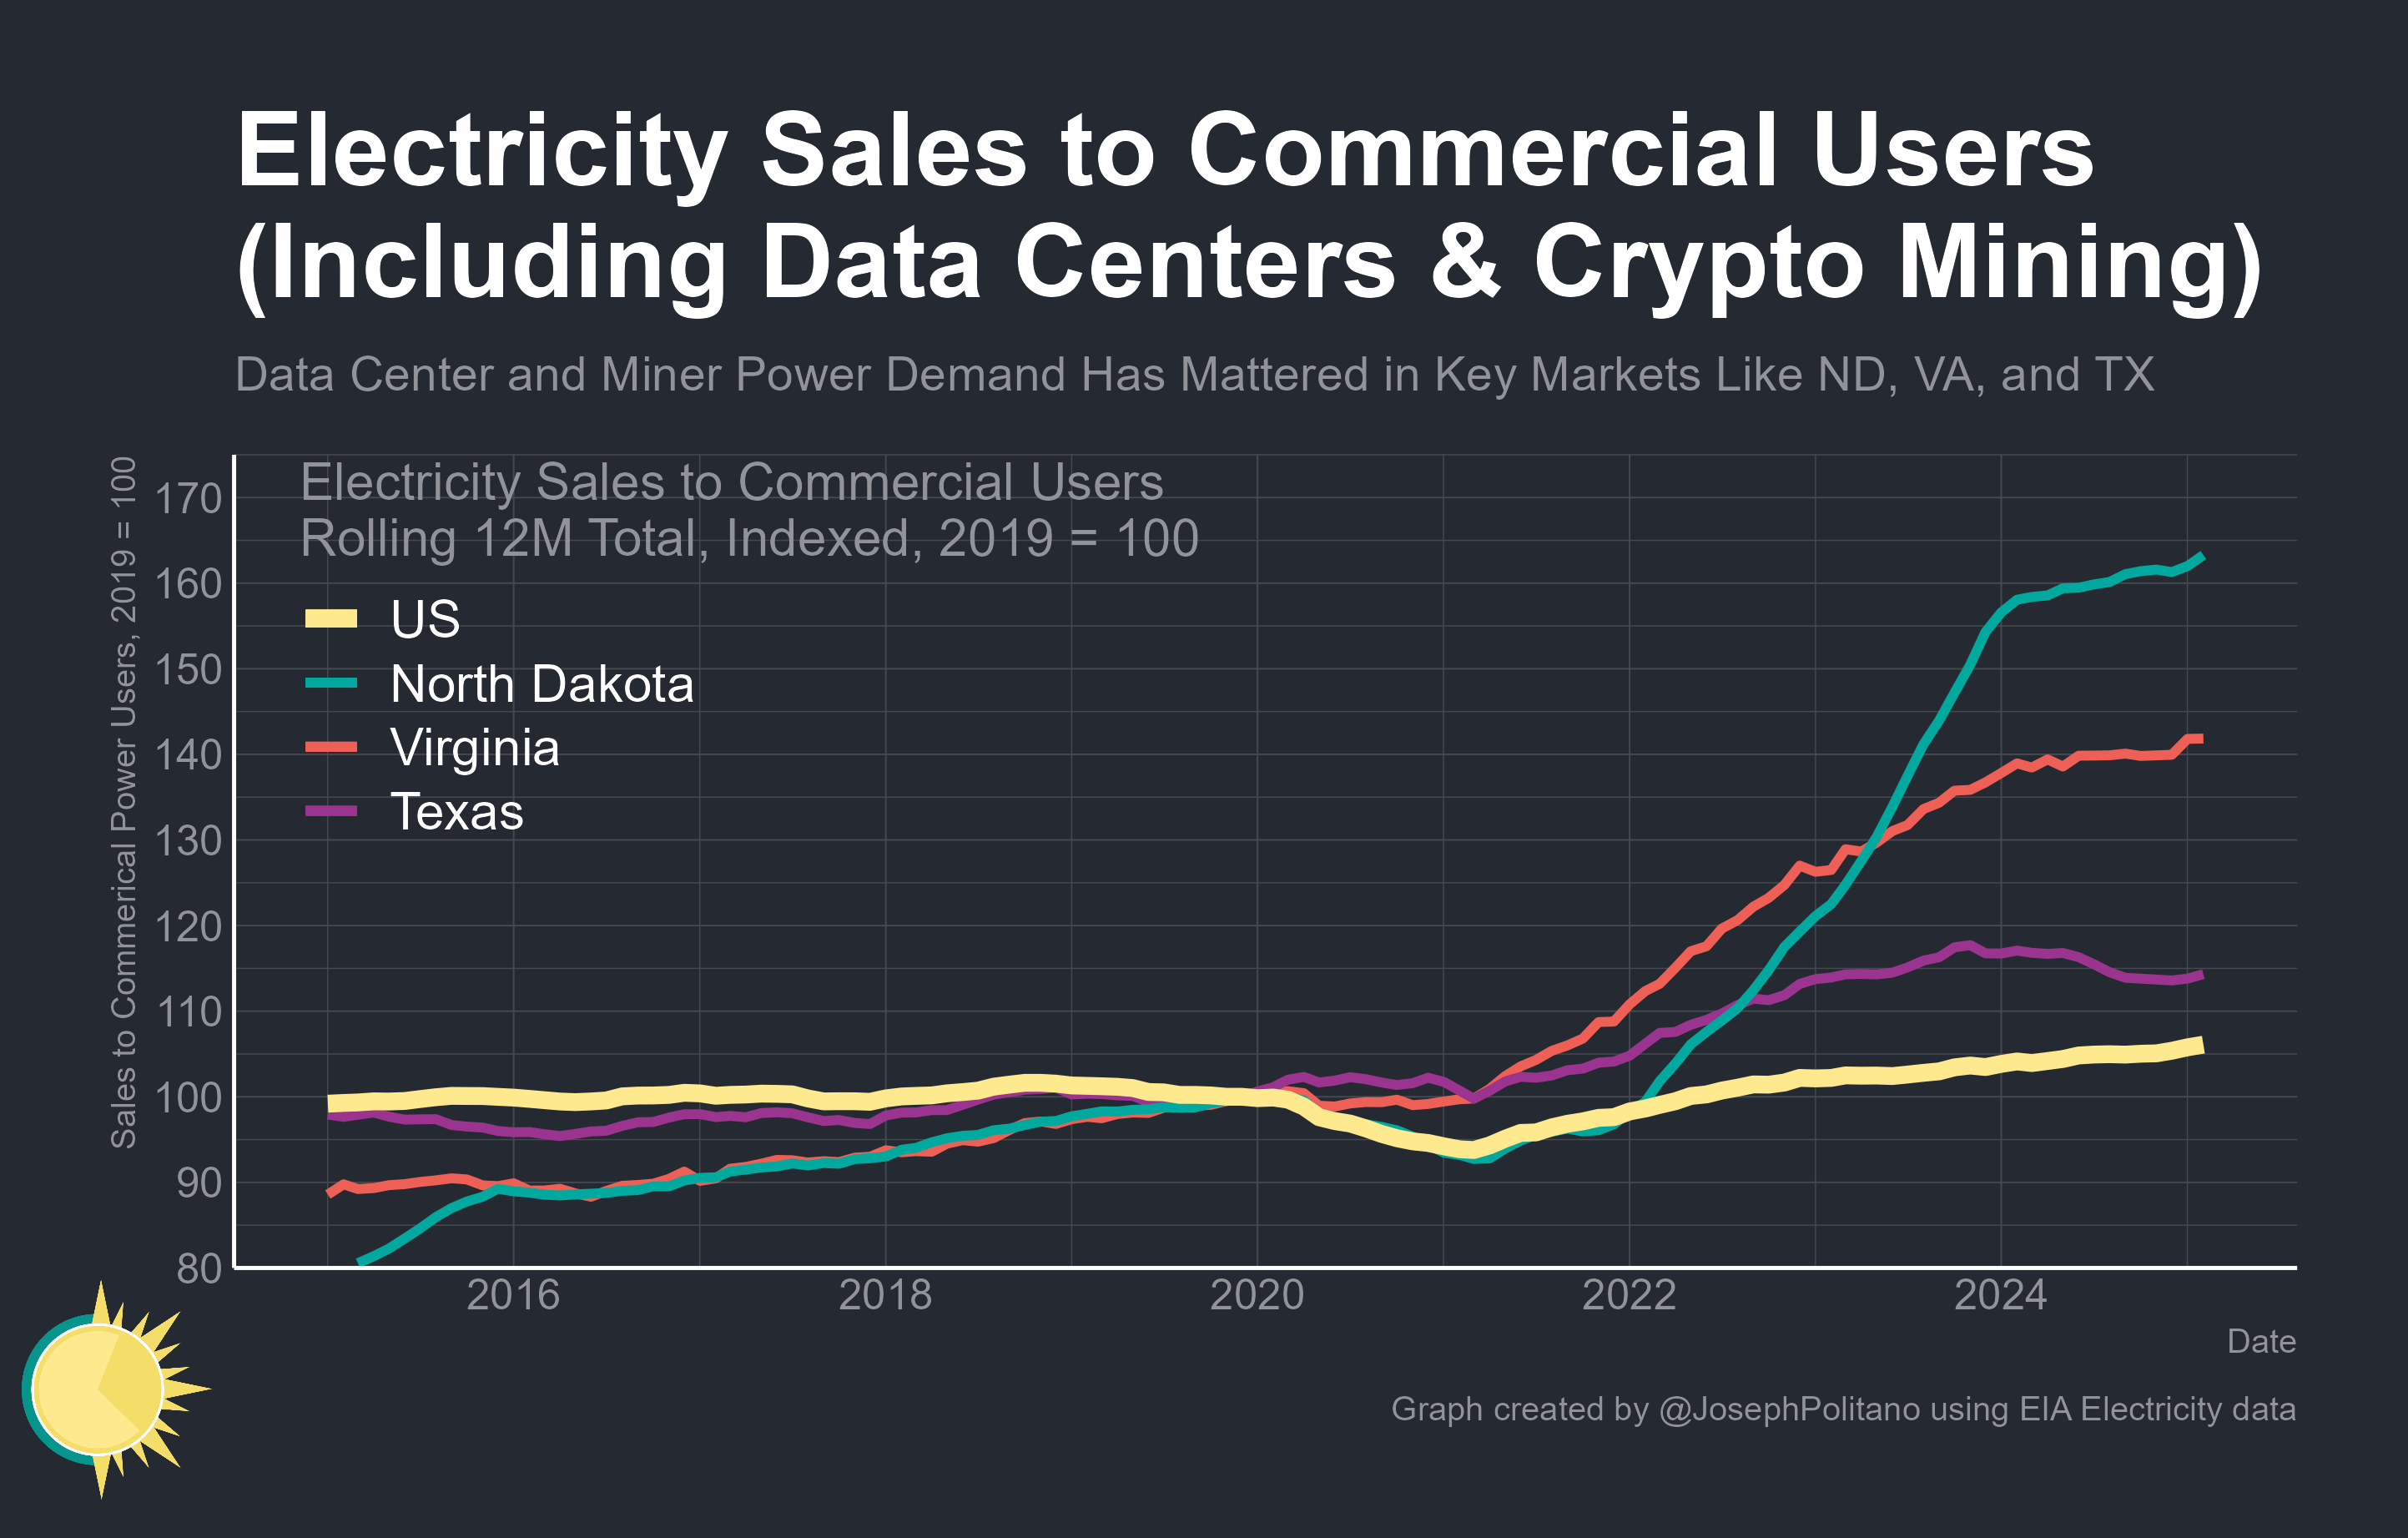 Electricity Sales to Commercial Users
(Including Data Centers & Crypto Mining)
Data Center and Miner Power Demand Has Mattered in Key Markets Like ND, VA, and TX
Sales to Commerical Power Users, 2019 = 100
Electricity Sales to Commercial Users
Rolling 12M Total, Indexed, 2019 = 100
US
North Dakota
Virginia
Texas
170
160
150
140
130
120
110
100
90
80
2016 2018 2020 2022 2024
Date
Graph created by @JosephPolitano using EIA Electricity data